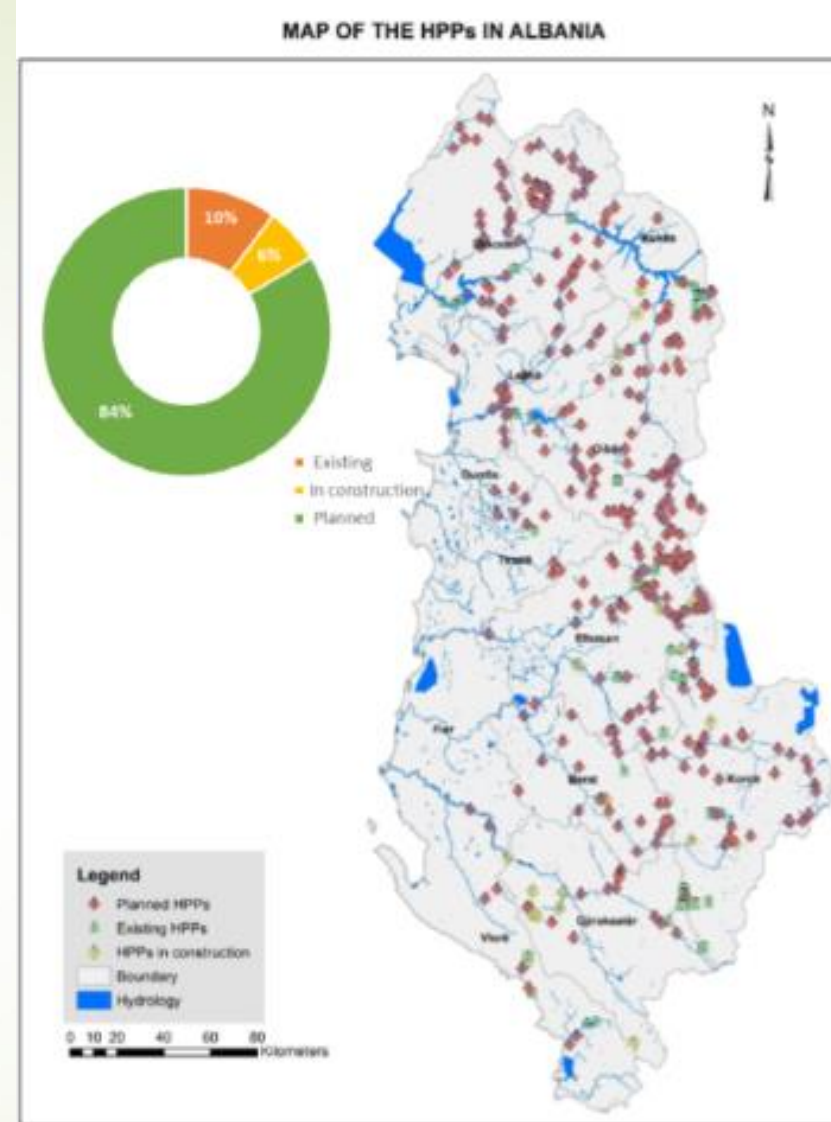 MAP OF THE HPPs IN ALBANIA
N
10%
6%
84%
Existing
In construction
Planned
Kukës
Lezha
Dibër
Durrës
Tiranë
Elbasan
Fier
Berat
Korçë
Vlorë
Gjirokastër
Legend
Planned HPPs
Existing HPPs
HPPs in construction
Boundary
Hydrology
0 10 20 40 60 80
Kilometers